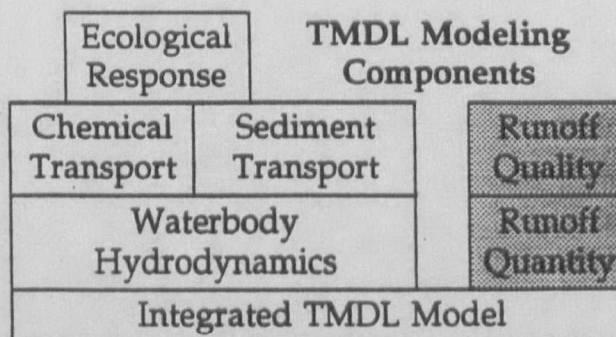 Ecological
Response
TMDL Modeling
Components
Chemical
Transport
Sediment
Transport
Runoff
Quality
Waterbody
Hydrodynamics
Runoff
Quantity
Integrated TMDL Model